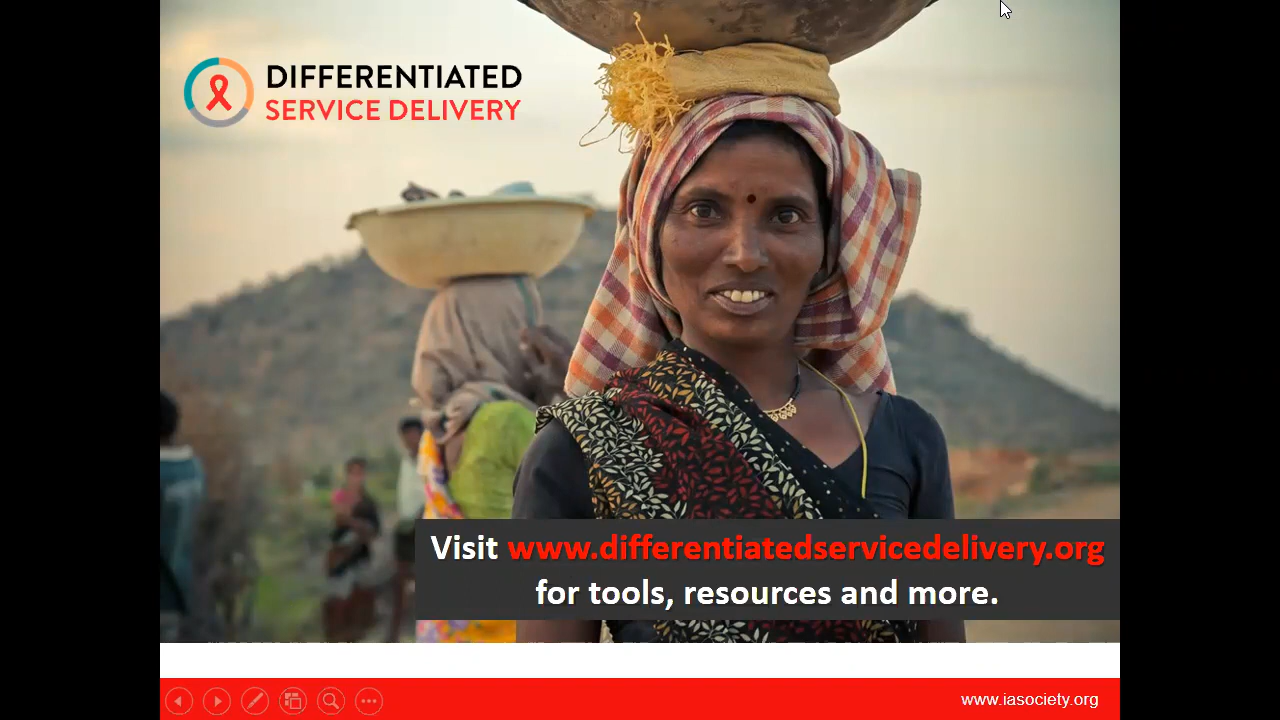 DIFFERENTIATED
SERVICE DELIVERY
Visit www.differentiatedservicedelivery.org
for tools, resources and more.
www.iasociety.org